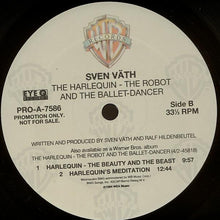 SVEN VÄTH
THE HARLEQUIN - THE ROBOT
AND THE BALLET-DANCER
EYE Q
PRO-A-7586
PROMOTION ONLY.
NOT FOR SALE.
Side B
33⅓ RPM
WRITTEN AND PRODUCED BY SVEN VÄTH AND RALF HILDENBEUTEL
Also available as a Warner Bros. album
THE HARLEQUIN - THE ROBOT AND THE BALLET-DANCER (4/2-45818)
1 HARLEQUIN - THE BEAUTY AND THE BEAST 9:57
2 HARLEQUIN'S MEDITATION 12:44